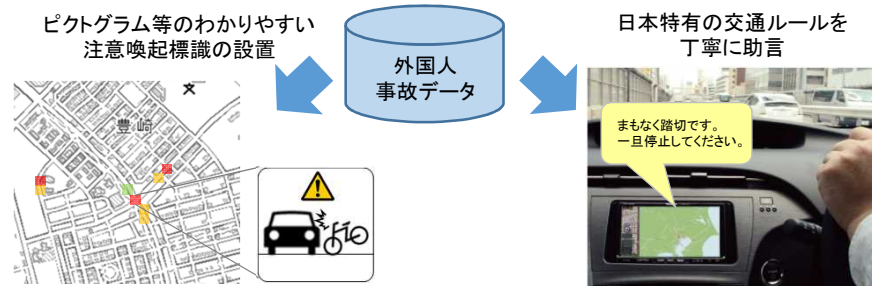 ピクトグラム等のわかりやすい
注意喚起標識の設置
外国人
事故データ
日本特有の交通ルールを
丁寧に助言
豊崎
まもなく踏切です。
一旦停止してください。